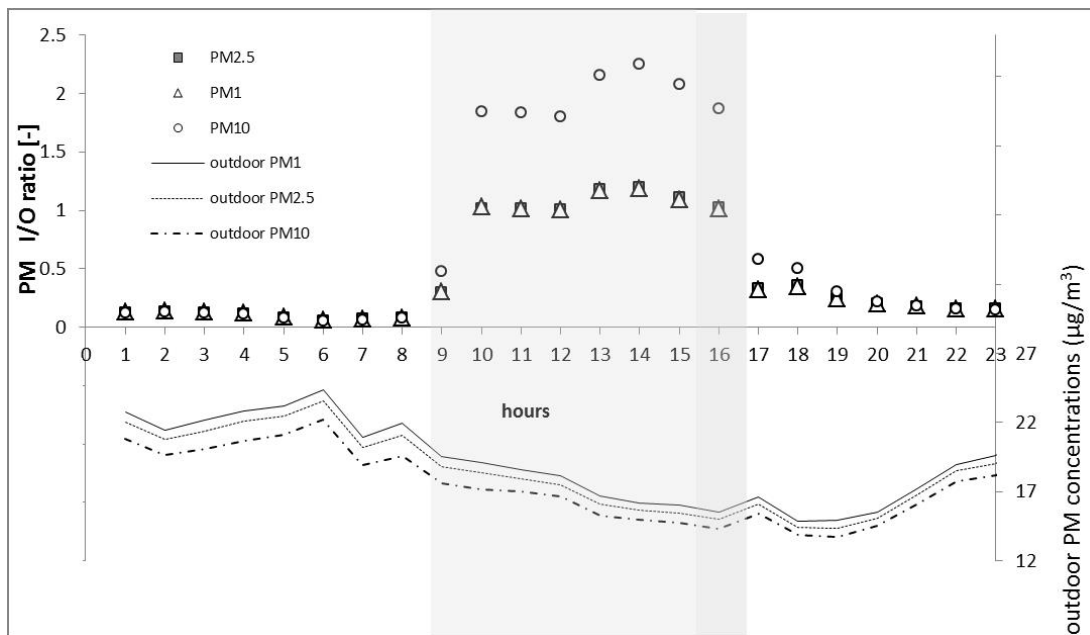 PM I/O ratio [-]
2.5
2
1.5
1
0.5
0
PM2.5
PM1
PM10
outdoor PM1
outdoor PM2.5
outdoor PM10
0 1 2 3 4 5 6 7 8 9 10 11 12 13 14 15 16 17 18 19 20 21 22 23
hours
27
22
17
12
outdoor PM concentrations (µg/m³)